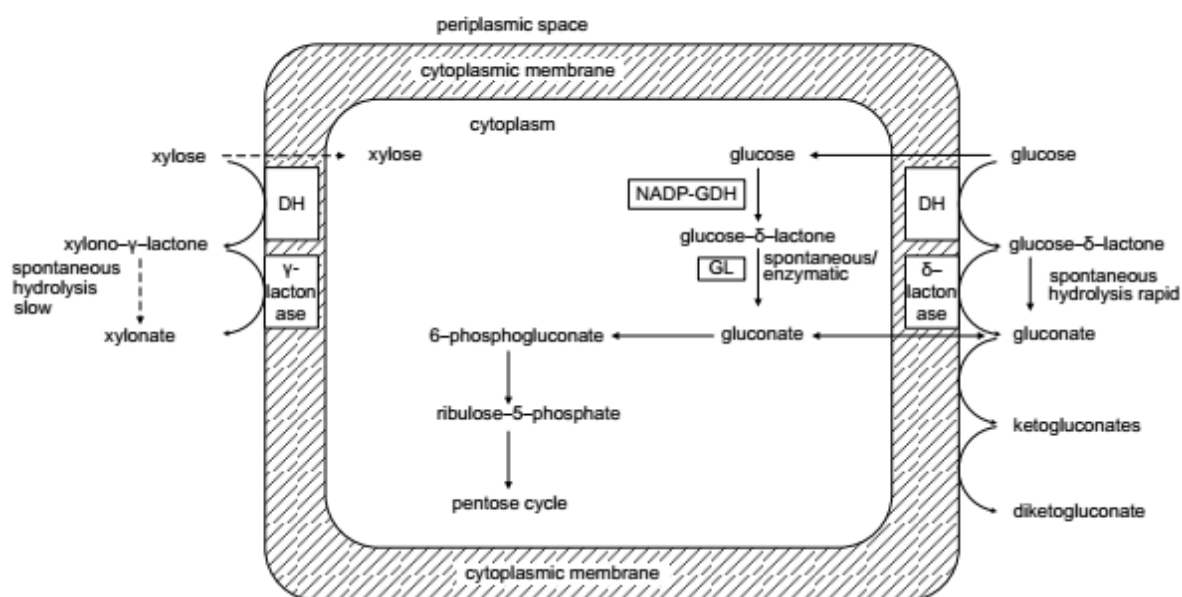 periplasmic space
cytoplasmic membrane
cytoplasm
xylose
xylose
glucose
glucose
DH
NADP-GDH
DH
xylono–γ–lactone
glucose–δ–lactone
glucose–δ–lactone
spontaneous
hydrolysis
slow
γ-
lacton
ase
GL
spontaneous/
enzymatic
δ–
lacton
ase
spontaneous
hydrolysis rapid
xylonate
6–phosphogluconate
gluconate
gluconate
ribulose–5–phosphate
ketogluconates
pentose cycle
diketogluconate
cytoplasmic membrane